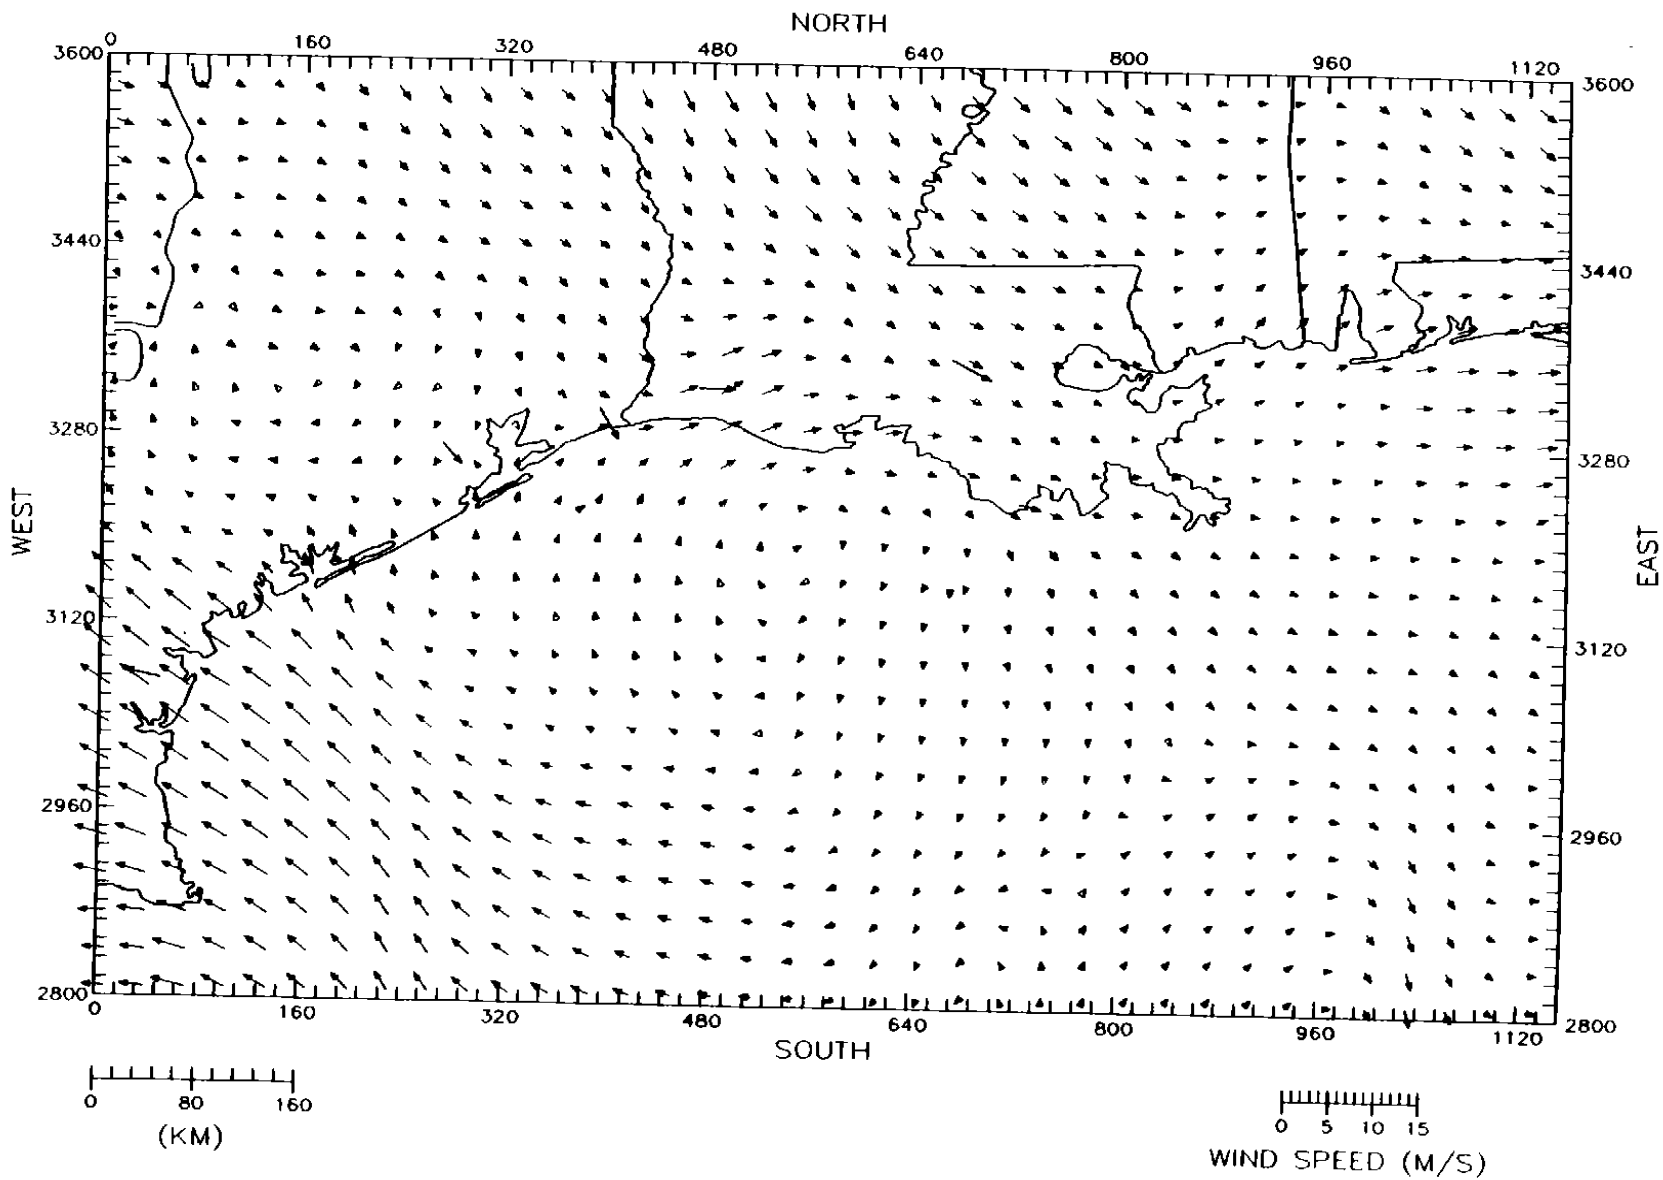 NORTH
0 160 320 480 640 800 960 1120
3600 3600
3440 3440
3280 3280
WEST EAST
3120 3120
2960 2960
2800 2800
0 160 320 480 640 800 960 1120
SOUTH
0 80 160
(KM)
0 5 10 15
WIND SPEED (M/S)